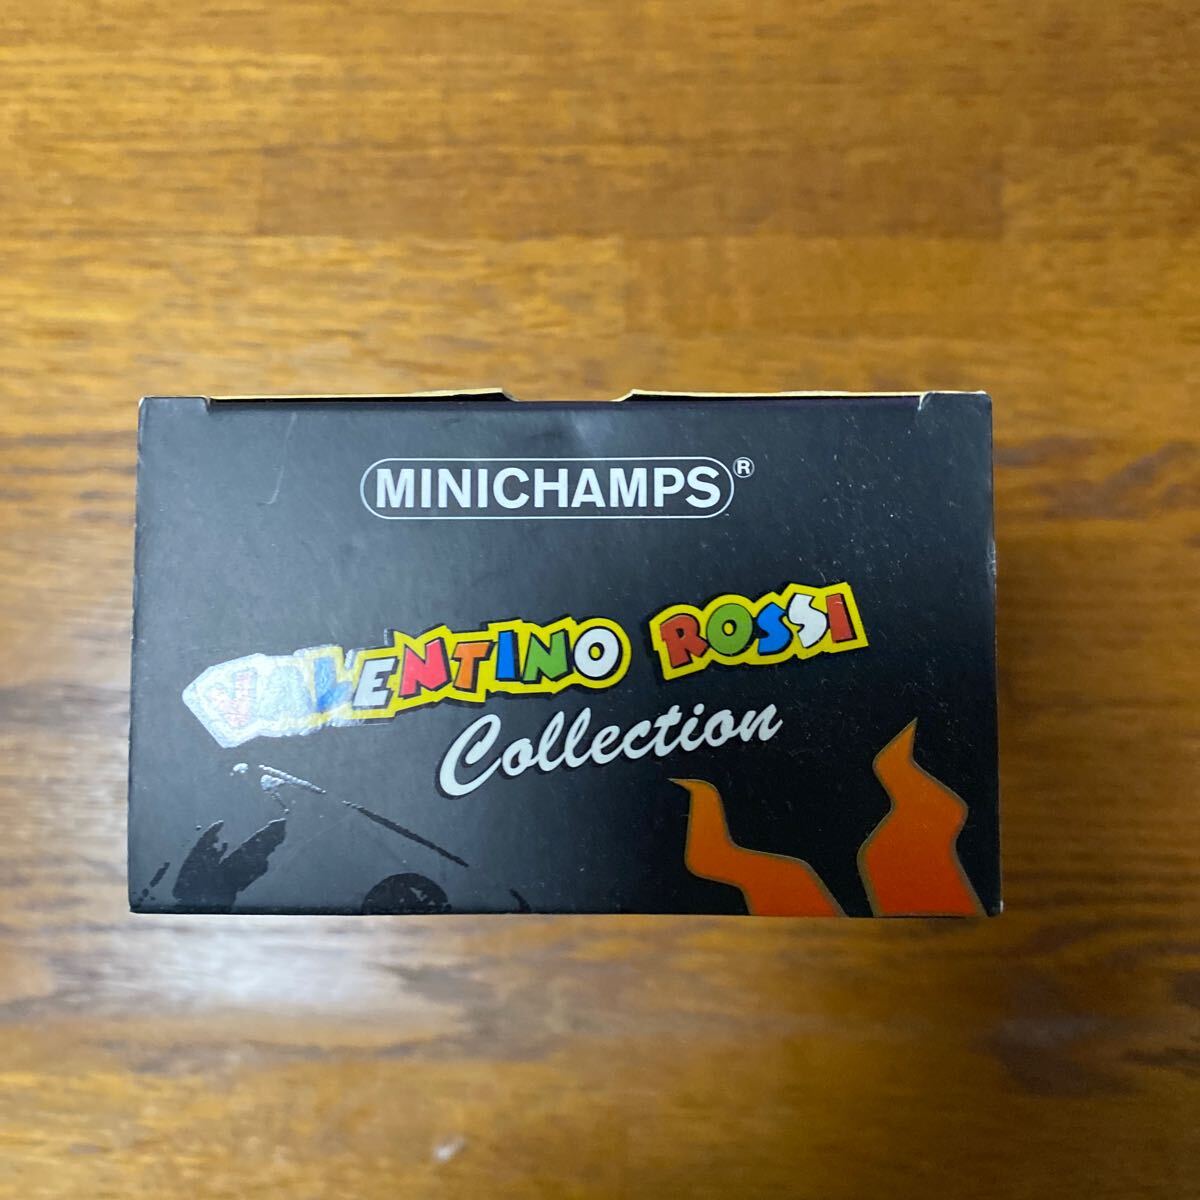 MINICHAMPS®
VALENTINO ROSSI
Collection